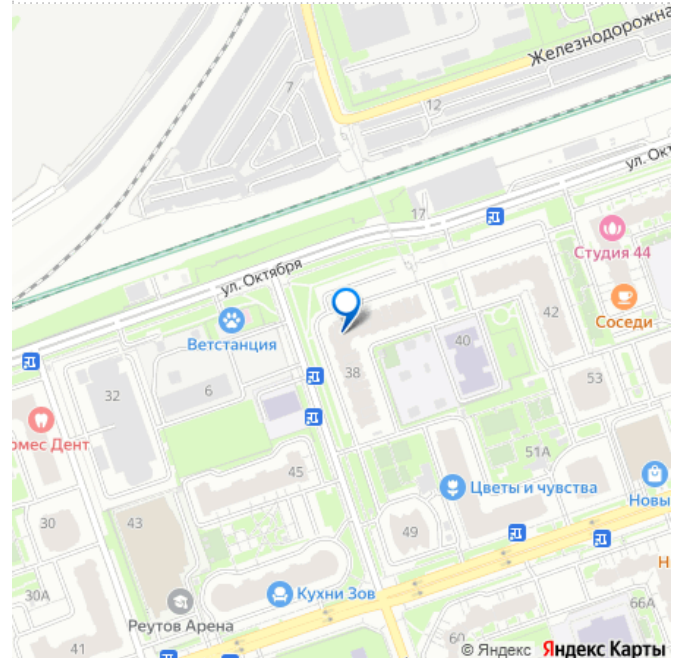 Железнодорожна
7
12
ул. Окт
17
Студия 44
ул. Октября
Соседи
42
Ветстанция
40
38
53
32
6
рмес Дент
51А
45
Цветы и чувства
Новы
30
43
49
Кухни Зов
Н
30А
Реутов Арена
66А
41
60
© Яндекс Яндекс Карты